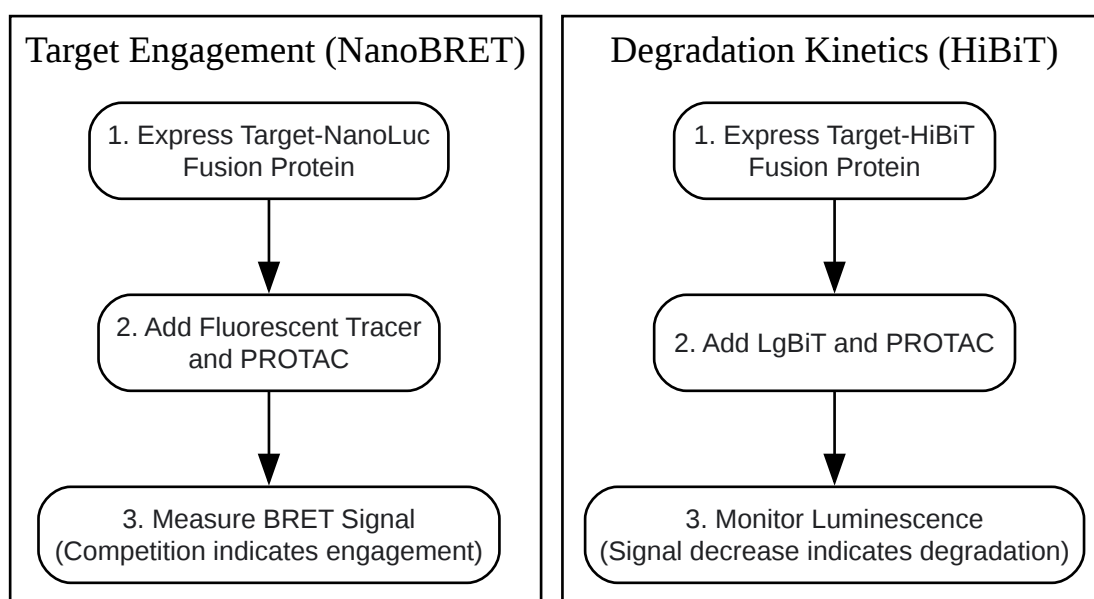 Target Engagement (NanoBRET)
1. Express Target-NanoLuc
Fusion Protein
2. Add Fluorescent Tracer
and PROTAC
3. Measure BRET Signal
(Competition indicates engagement)
Degradation Kinetics (HiBiT)
1. Express Target-HiBiT
Fusion Protein
2. Add LgBiT and PROTAC
3. Monitor Luminescence
(Signal decrease indicates degradation)